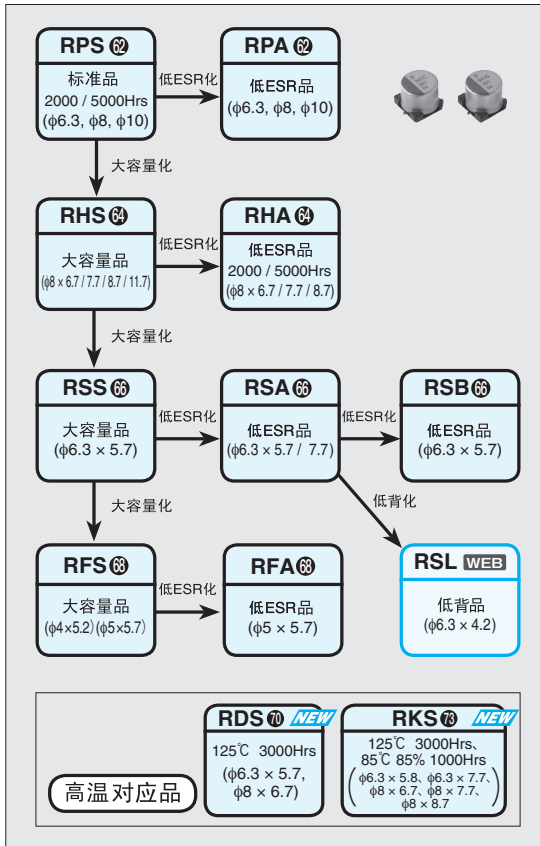 RPS 62
标准品
2000 / 5000Hrs
(φ6.3, φ8, φ10)
低ESR化
RPA 62
低ESR品
(φ6.3, φ8, φ10)
大容量化
RHS 64
大容量品
(φ8 × 6.7 / 7.7 / 8.7 / 11.7)
低ESR化
RHA 64
低ESR品
2000 / 5000Hrs
(φ8 × 6.7 / 7.7 / 8.7)
大容量化
RSS 66
大容量品
(φ6.3 × 5.7)
低ESR化
RSA 66
低ESR品
(φ6.3 × 5.7 / 7.7)
低ESR化
RSB 66
低ESR品
(φ6.3 × 5.7)
大容量化
低背化
RFS 68
大容量品
(φ4×5.2)(φ5×5.7)
低ESR化
RFA 68
低ESR品
(φ5 × 5.7)
RSL WEB
低背品
(φ6.3 × 4.2)
高温对应品
RDS 70 NEW
125℃ 3000Hrs
(φ6.3 × 5.7,
φ8 × 6.7)
RKS 73 NEW
125℃ 3000Hrs、
85℃ 85% 1000Hrs
(φ6.3 × 5.8、φ6.3 × 7.7、
φ8 × 6.7、φ8 × 7.7、
φ8 × 8.7)